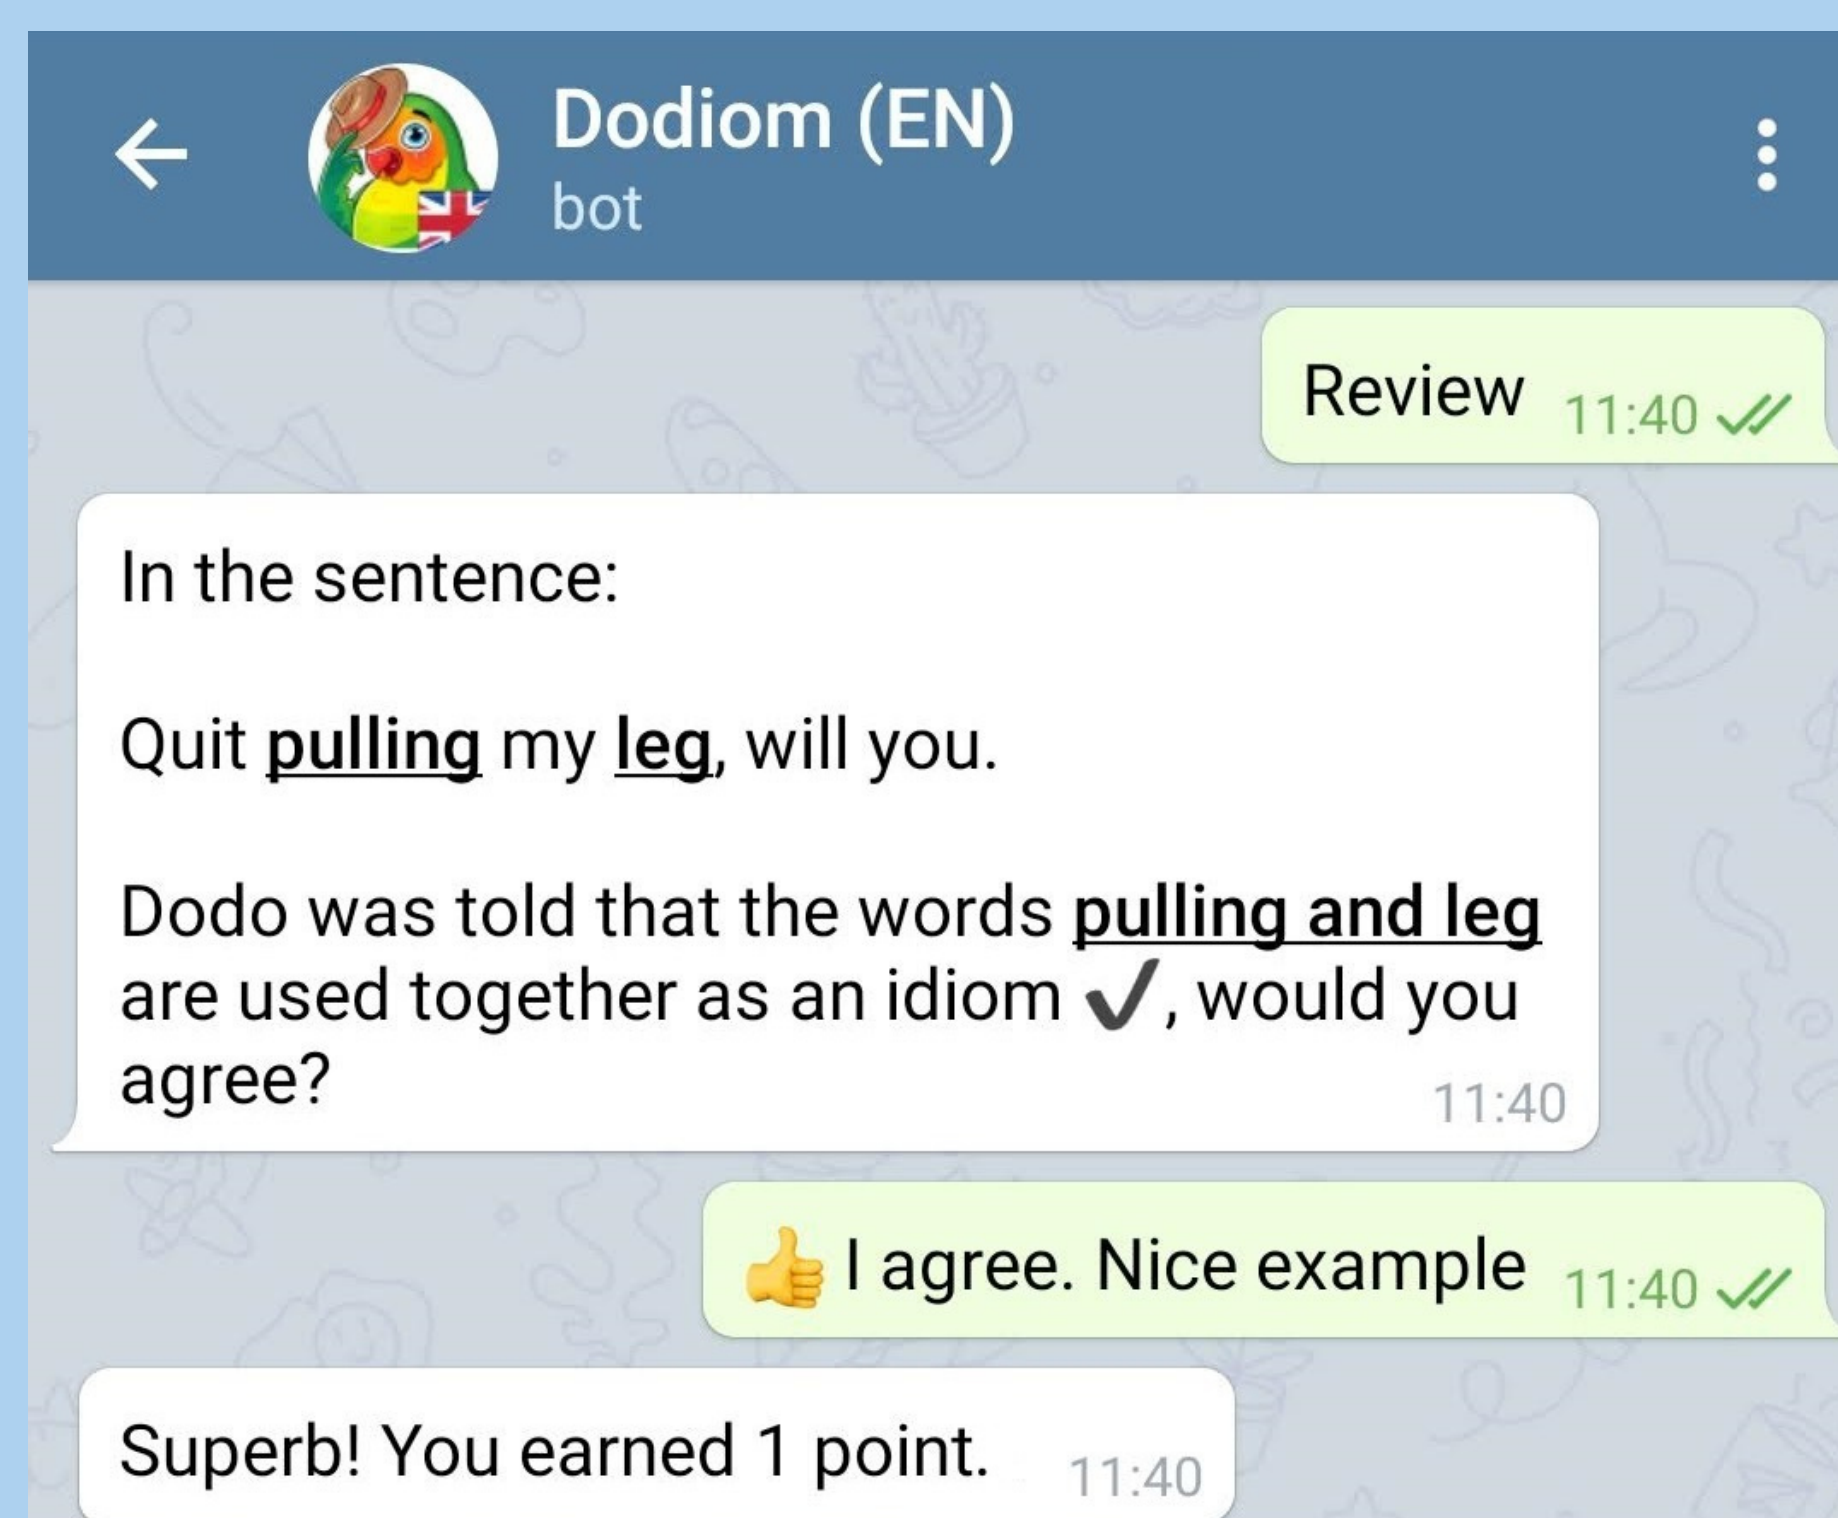 Dodiom (EN)
bot
Review 11:40
In the sentence:
Quit pulling my leg, will you.
Dodo was told that the words pulling and leg
are used together as an idiom ✔, would you
agree?
11:40
👍 I agree. Nice example 11:40
Superb! You earned 1 point. 11:40